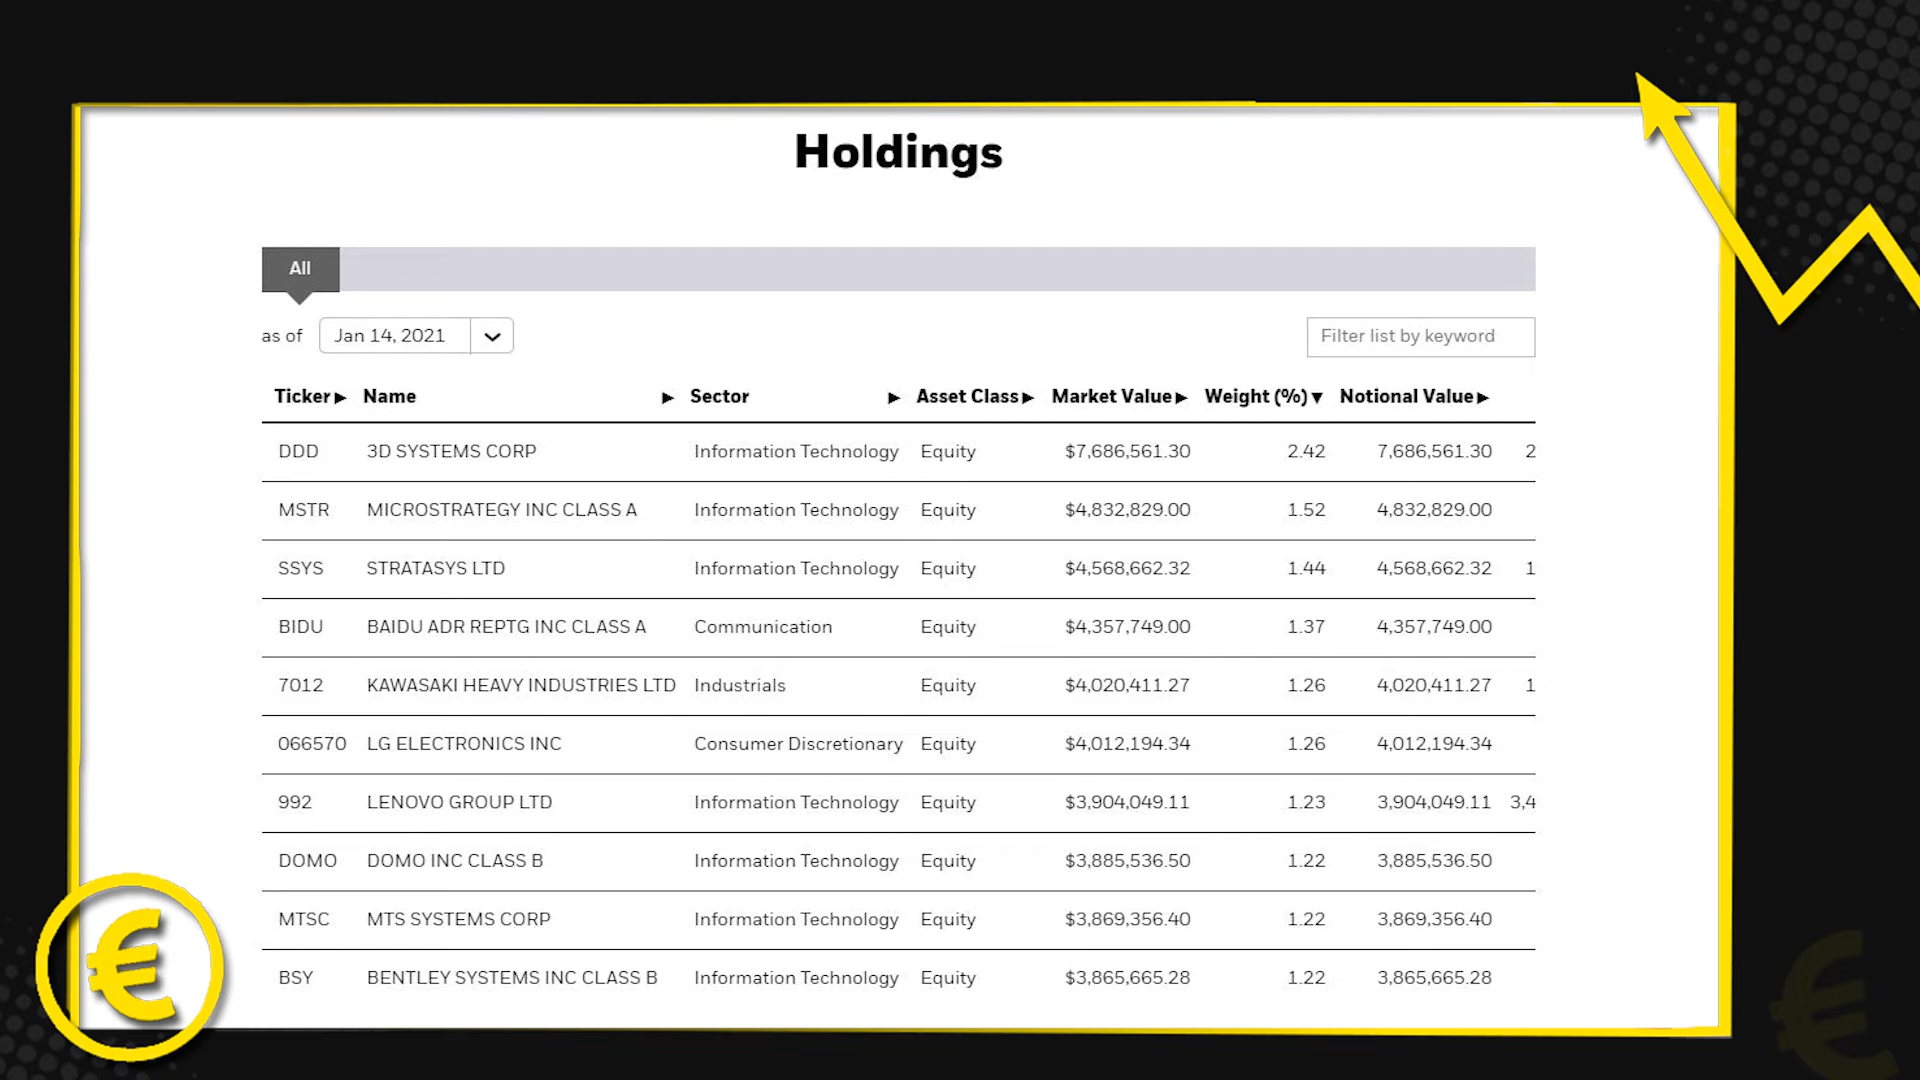 Holdings
All
as of Jan 14, 2021 Filter list by keyword
Ticker Name Sector Asset Class Market Value Weight (%) Notional Value
DDD 3D SYSTEMS CORP Information Technology Equity $7,686,561.30 2.42 7,686,561.30 2
MSTR MICROSTRATEGY INC CLASS A Information Technology Equity $4,832,829.00 1.52 4,832,829.00
SSYS STRATASYS LTD Information Technology Equity $4,568,662.32 1.44 4,568,662.32 1
BIDU BAIDU ADR REPTG INC CLASS A Communication Equity $4,357,749.00 1.37 4,357,749.00
7012 KAWASAKI HEAVY INDUSTRIES LTD Industrials Equity $4,020,411.27 1.26 4,020,411.27 1
066570 LG ELECTRONICS INC Consumer Discretionary Equity $4,012,194.34 1.26 4,012,194.34
992 LENOVO GROUP LTD Information Technology Equity $3,904,049.11 1.23 3,904,049.11 3,4
DOMO DOMO INC CLASS B Information Technology Equity $3,885,536.50 1.22 3,885,536.50
MTSC MTS SYSTEMS CORP Information Technology Equity $3,869,356.40 1.22 3,869,356.40
BSY BENTLEY SYSTEMS INC CLASS B Information Technology Equity $3,865,665.28 1.22 3,865,665.28
€
€